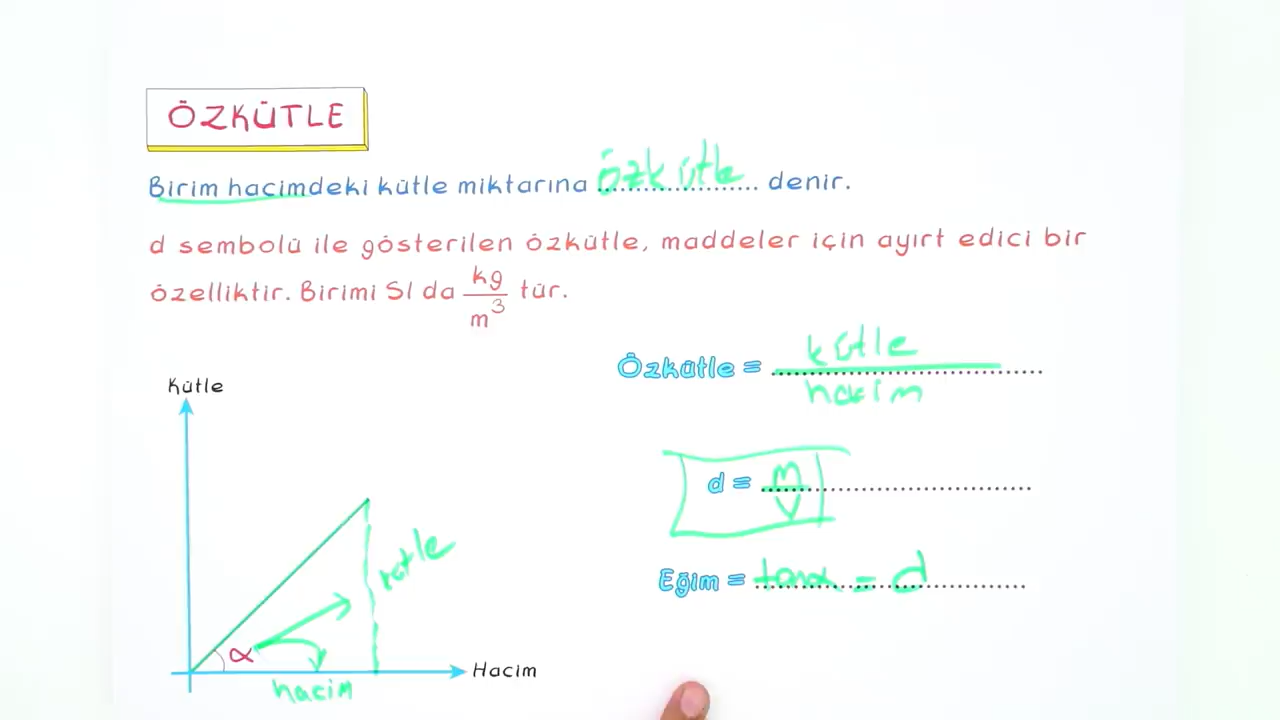 ÖZKÜTLE
Birim hacimdeki kütle miktarına özkütle denir.
d sembolü ile gösterilen özkütle, maddeler için ayırt edici bir
özelliktir. Birimi SI da kg/m³ tür.
Özkütle = kütle/hacim
d = m/V
Eğim = tanα = d
Kütle
kütle
α
Hacim
hacim